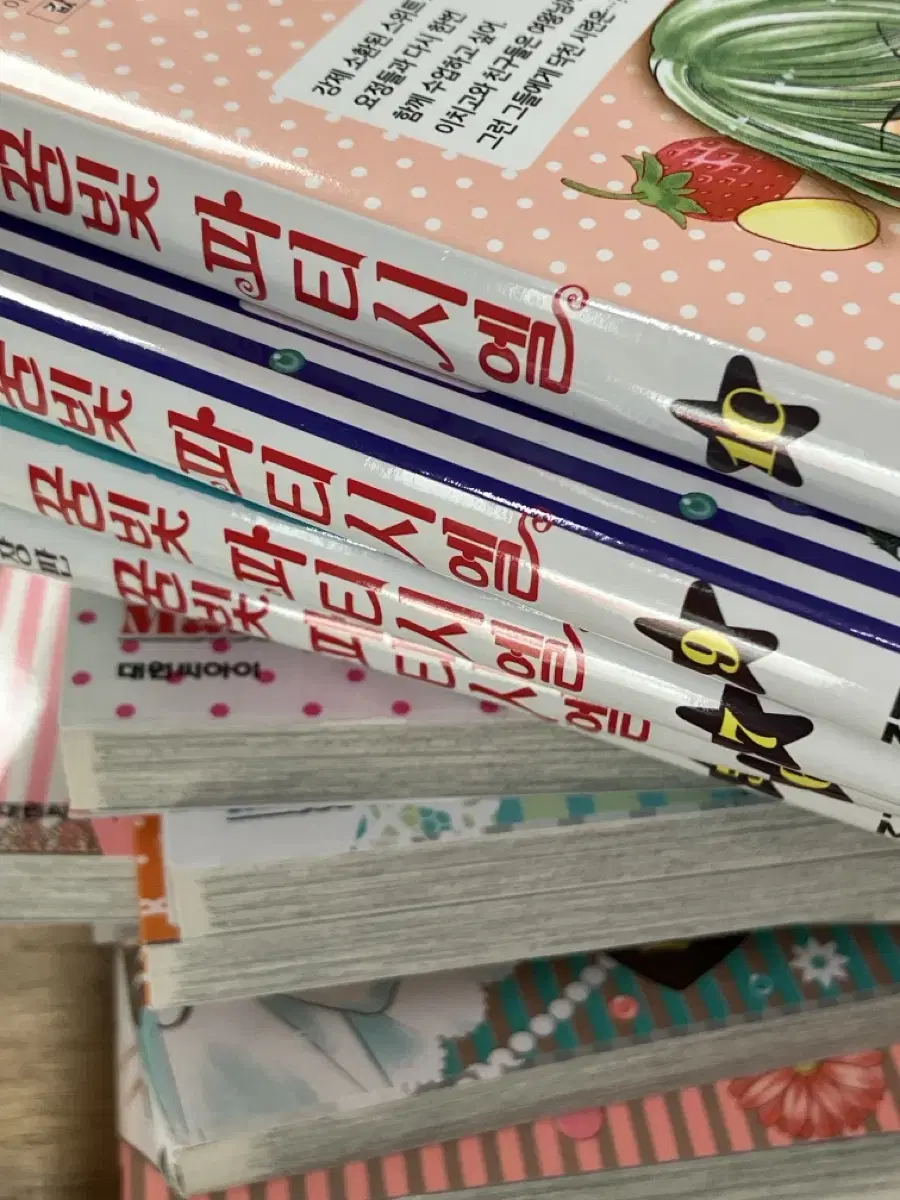 강제 소환된 스위트
요정들과 다시 한번
함께 수업하고 싶어.
이치고와 친구들은 여왕님
그런 그들에게 닥친 시련은…
꿈빛 파티시엘 10
꿈빛 파티시엘 9
꿈빛 파티시엘 7
꿈빛 파티시엘 6
대원씨아이